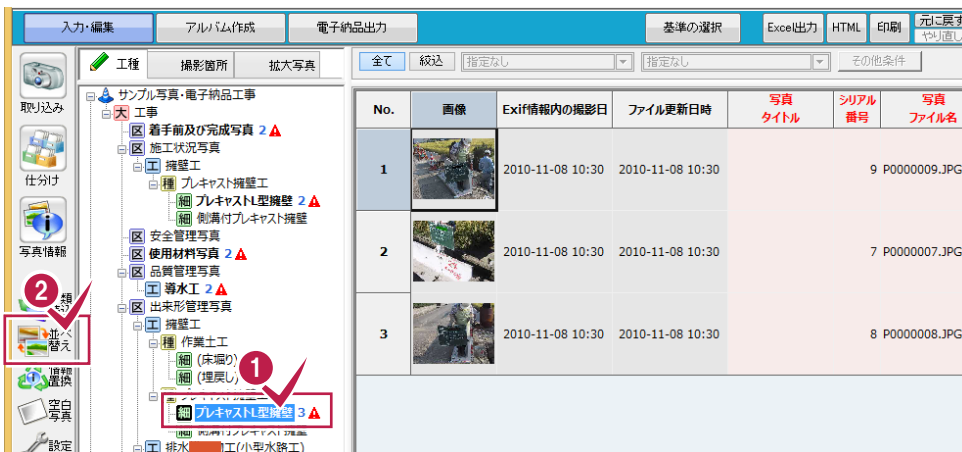 入力・編集 アルバム作成 電子納品出力 基準の選択 Excel出力 HTML 印刷 元に戻す
やり直し
工種 撮影箇所 拡大写真 全て 絞込 指定なし 指定なし その他条件
取り込み
仕分け
写真情報
2
並べ
替え
情報
置換
空白
写真
設定
サンプル写真・電子納品工事
大 工事
区 着手前及び完成写真 2
区 施工状況写真
工 擁壁工
種 プレキャスト擁壁工
細 プレキャストL型擁壁 2
細 側溝付プレキャスト擁壁
区 安全管理写真
区 使用材料写真 2
区 品質管理写真
工 導水工 2
区 出来形管理写真
工 擁壁工
種 作業土工
細 (床堀り)
細 (埋戻し)
1
細 プレキャストL型擁壁 3
工 排水 工(小型水路工)
No. 画像 Exif情報内の撮影日 ファイル更新日時 写真タイトル シリアル番号 写真ファイル名
1 2010-11-08 10:30 2010-11-08 10:30 9 P0000009.JPG
2 2010-11-08 10:30 2010-11-08 10:30 7 P0000007.JPG
3 2010-11-08 10:30 2010-11-08 10:30 8 P0000008.JPG